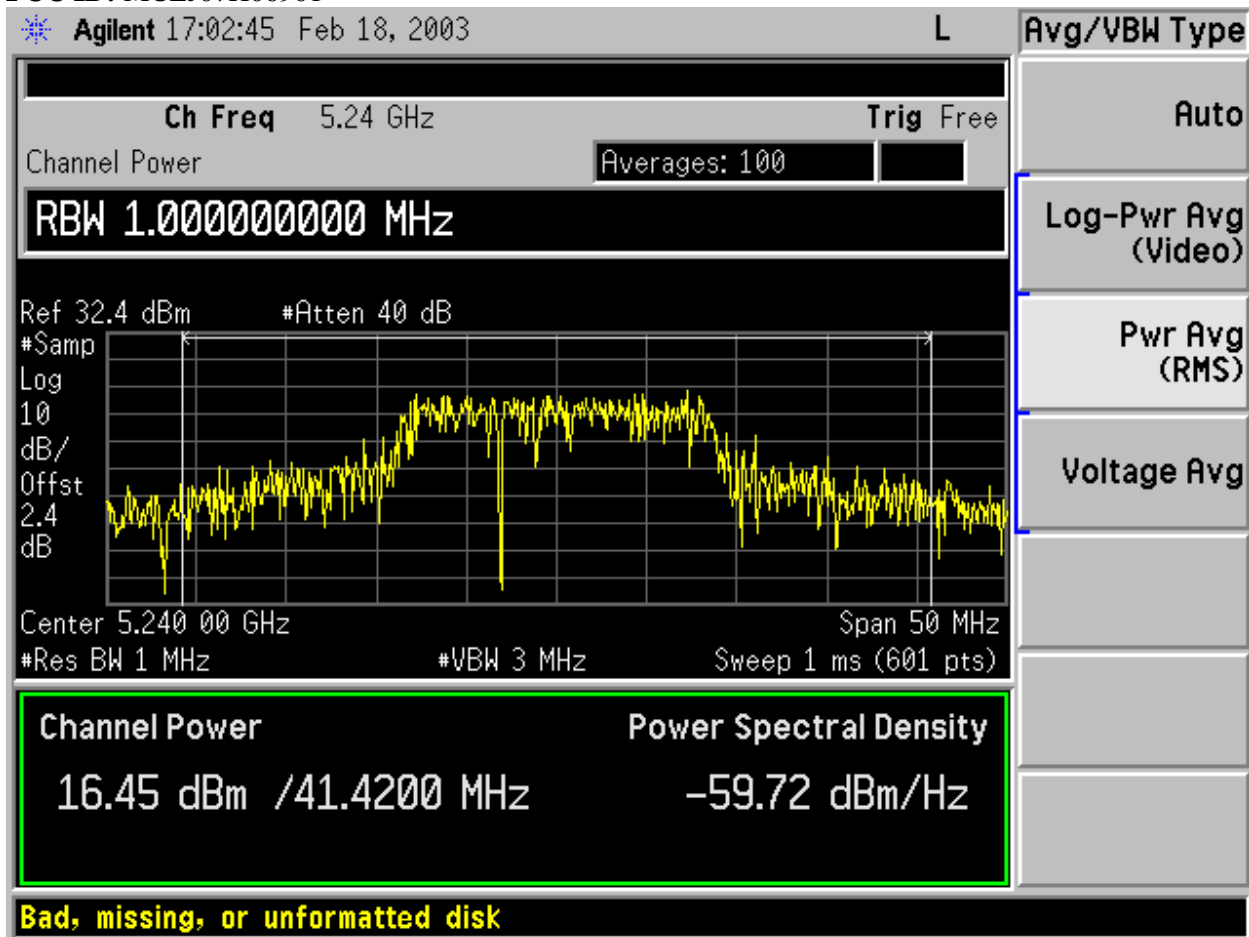 Agilent 17:02:45 Feb 18, 2003 L
Avg/VBW Type
Ch Freq 5.24 GHz Trig Free
Channel Power Averages: 100
RBW 1.000000000 MHz
Ref 32.4 dBm #Atten 40 dB
#Samp
Log
10
dB/
Offst
2.4
dB
Center 5.240 00 GHz Span 50 MHz
#Res BW 1 MHz #VBW 3 MHz Sweep 1 ms (601 pts)
Channel Power Power Spectral Density
16.45 dBm /41.4200 MHz -59.72 dBm/Hz
Bad, missing, or unformatted disk
Auto
Log-Pwr Avg
(Video)
Pwr Avg
(RMS)
Voltage Avg